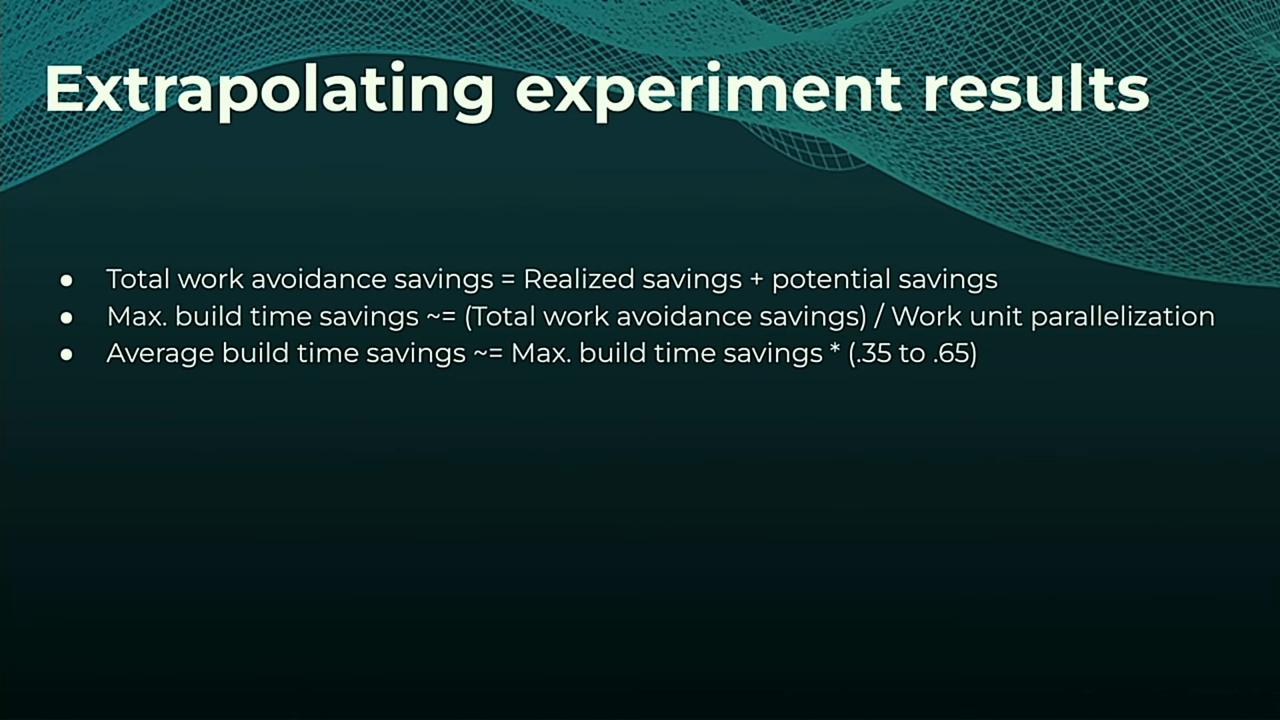 Extrapolating experiment results
● Total work avoidance savings = Realized savings + potential savings
● Max. build time savings ~= (Total work avoidance savings) / Work unit parallelization
● Average build time savings ~= Max. build time savings * (.35 to .65)